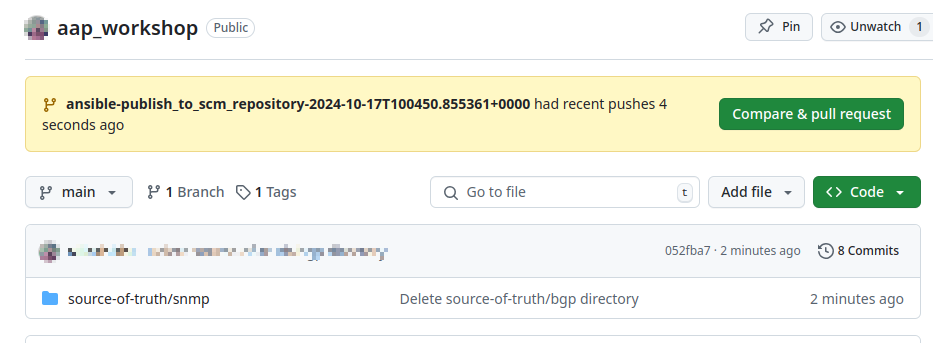 aap_workshop Public Pin Unwatch 1
ansible-publish_to_scm_repository-2024-10-17T100450.855361+0000 had recent pushes 4
seconds ago
Compare & pull request
main 1 Branch 1 Tags Go to file t Add file Code
052fba7 · 2 minutes ago 8 Commits
source-of-truth/snmp Delete source-of-truth/bgp directory 2 minutes ago